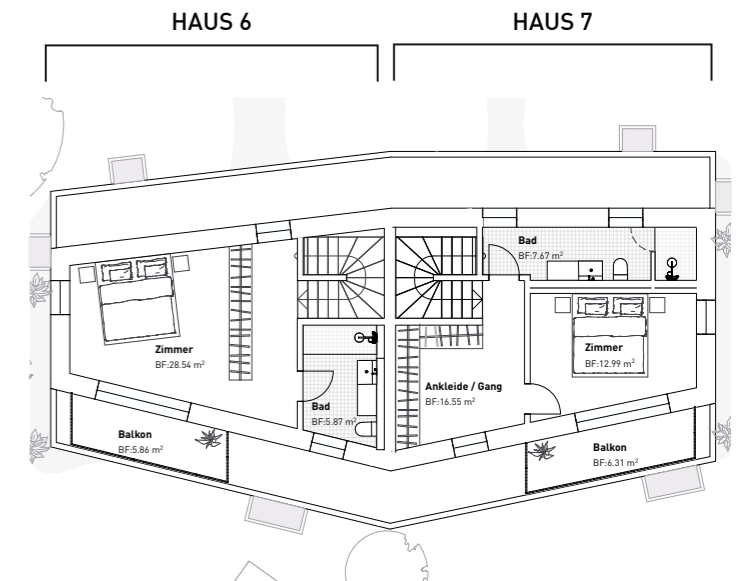 HAUS 6
HAUS 7
Bad
BF:7.67 m²
Zimmer
BF:28.54 m²
Zimmer
BF:12.99 m²
Ankleide / Gang
BF:16.55 m²
Bad
BF:5.87 m²
Balkon
BF:5.86 m²
Balkon
BF:6.31 m²